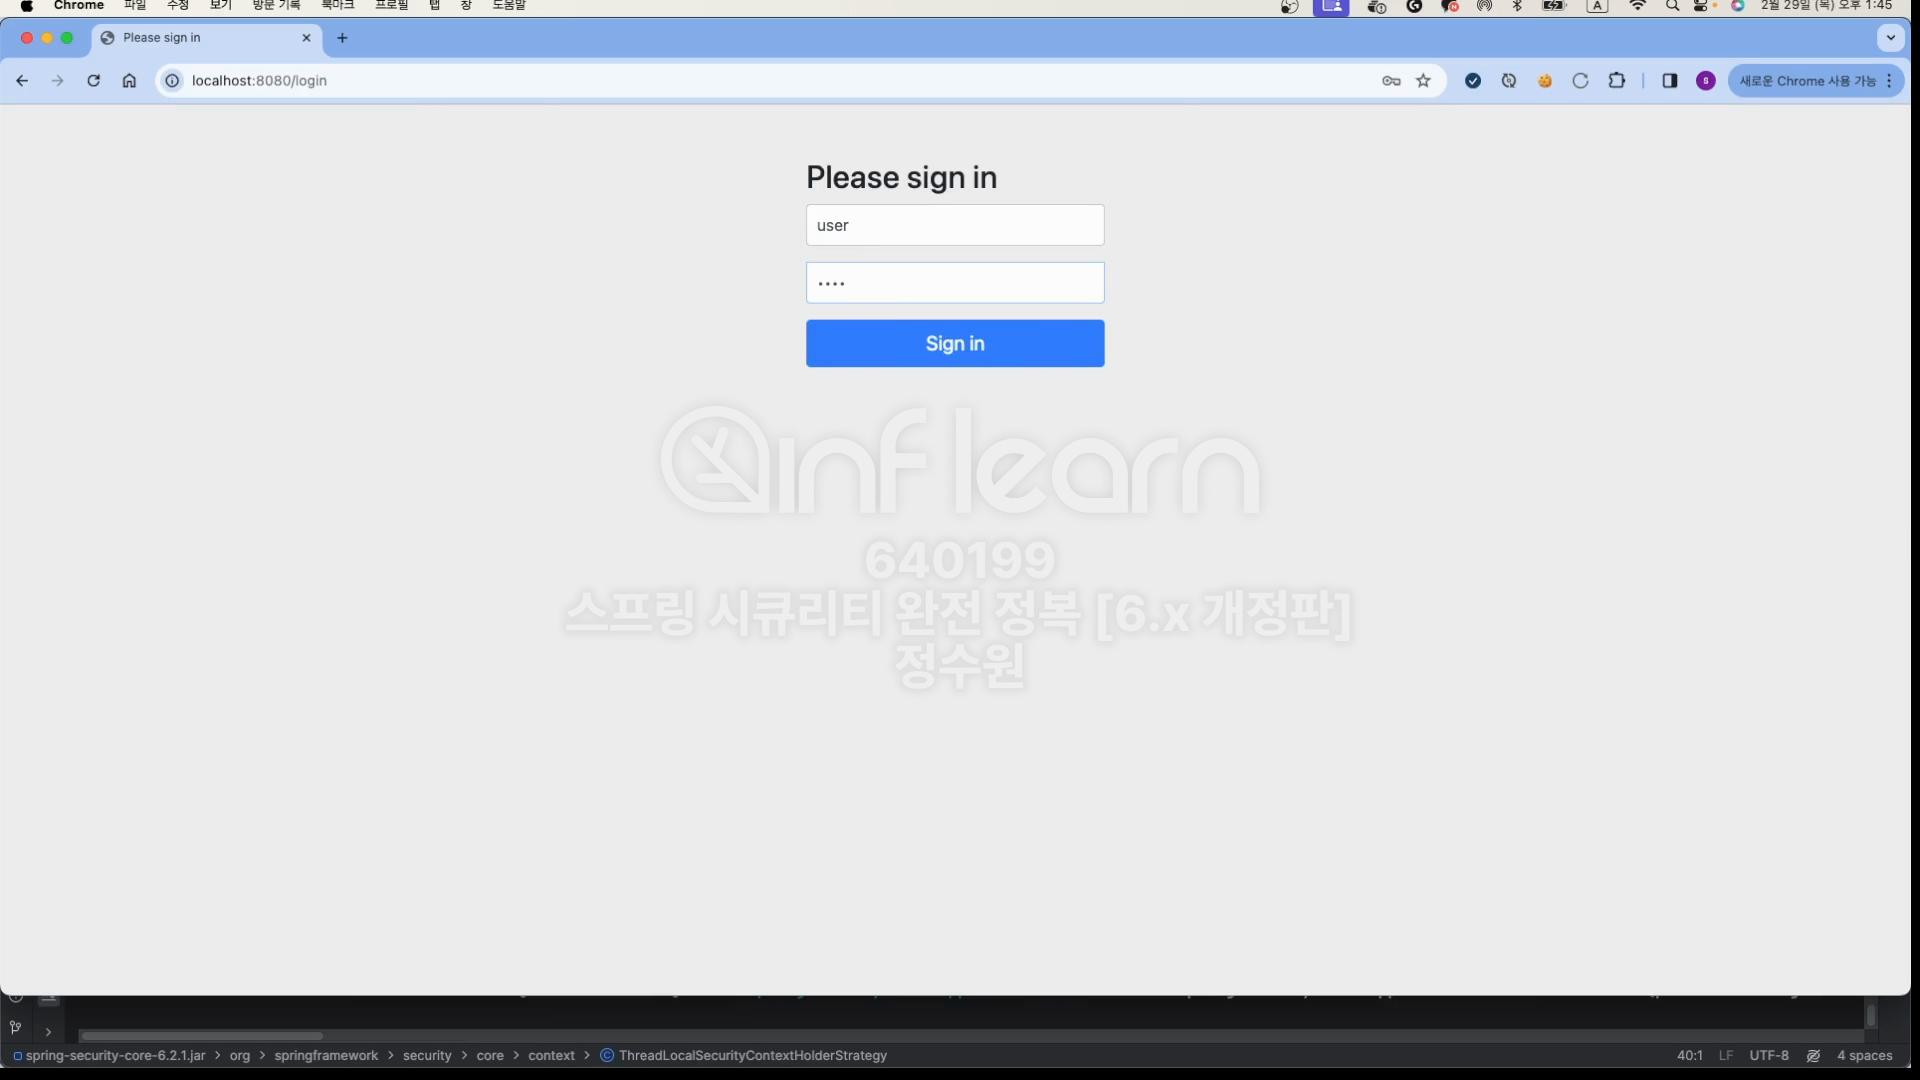 Chrome 파일 수정 보기 방문 기록 북마크 프로필 탭 창 도움말 A 2월 29일 (목) 오후 1:45
Please sign in
localhost:8080/login
새로운 Chrome 사용 가능
Please sign in
user
Sign in
inflearn
640199
스프링 시큐리티 완전 정복 [6.x 개정판]
정수원
spring-security-core-6.2.1.jar > org > springframework > security > core > context > ThreadLocalSecurityContextHolderStrategy 40:1 LF UTF-8 4 spaces